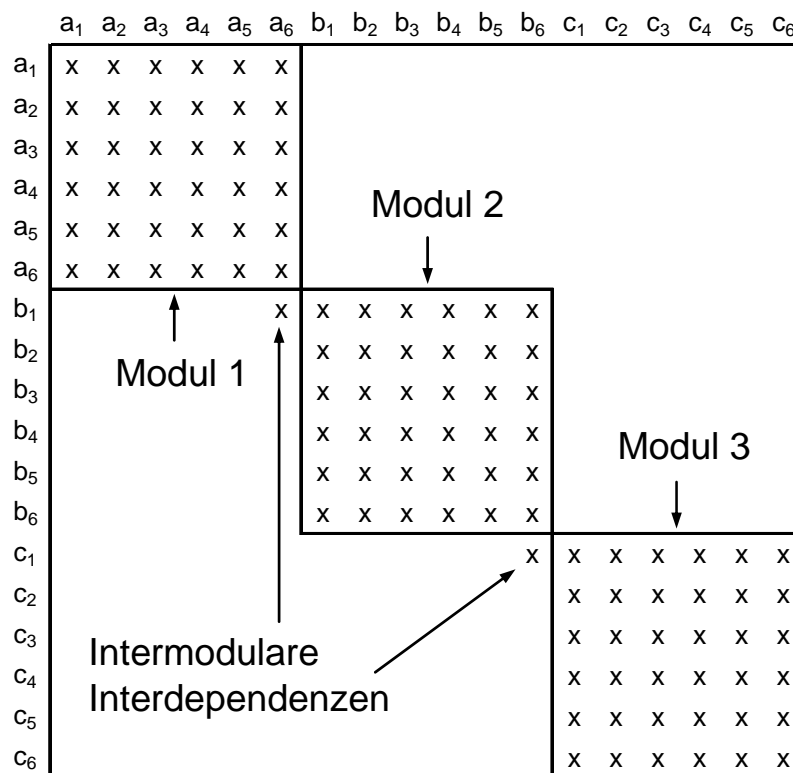 a₁ a₂ a₃ a₄ a₅ a₆ b₁ b₂ b₃ b₄ b₅ b₆ c₁ c₂ c₃ c₄ c₅ c₆
a₁ x x x x x x
a₂ x x x x x x
a₃ x x x x x x
a₄ x x x x x x
Modul 2
a₅ x x x x x x
a₆ x x x x x x
b₁ x x x x x x x
b₂ x x x x x x
Modul 1
b₃ x x x x x x
b₄ x x x x x x
Modul 3
b₅ x x x x x x
b₆ x x x x x x
c₁ x x x x x x x
c₂ x x x x x x
c₃ x x x x x x
Intermodulare
c₄ x x x x x x
Interdependenzen
c₅ x x x x x x
c₆ x x x x x x